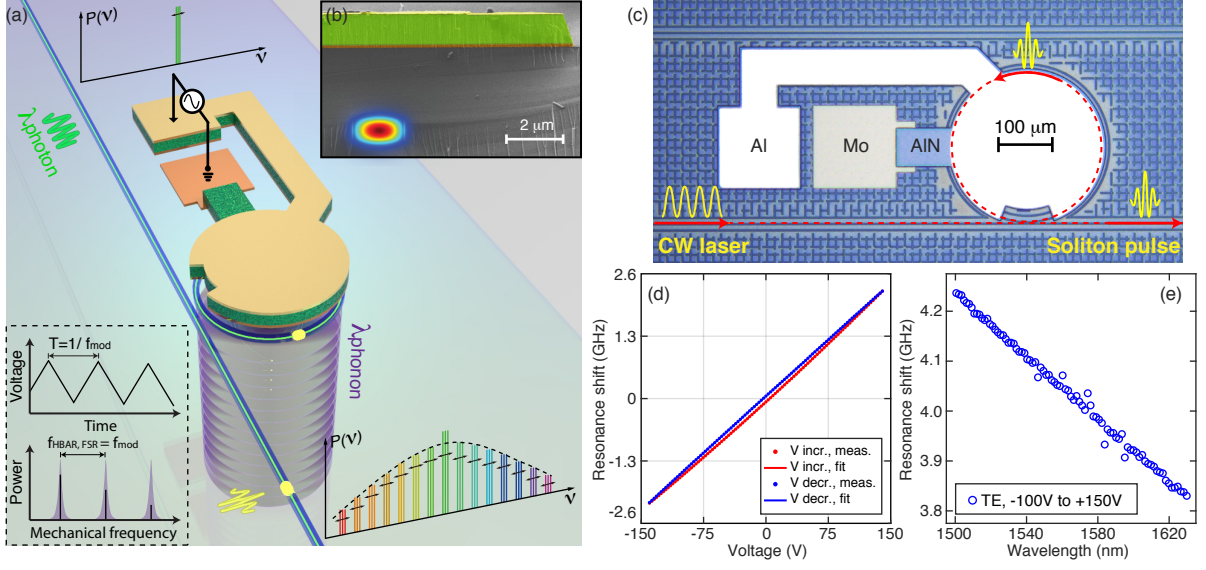 (a)
P(ν)
ν
λphoton
λphonon
Voltage
T=1/ fmod
Time
fHBAR, FSR = fmod
Power
Mechanical frequency
P(ν)
ν
(b)
2 μm
(c)
Al
Mo
AlN
100 μm
CW laser
Soliton pulse
(d)
Resonance shift (GHz)
2.6
1.3
0
-1.3
-2.6
-150
-75
0
75
150
Voltage (V)
V incr., meas.
V incr., fit
V decr., meas.
V decr., fit
(e)
Resonance shift (GHz)
4.2
4.1
4.0
3.9
3.8
1500
1540
1580
1620
Wavelength (nm)
TE, -100V to +150V